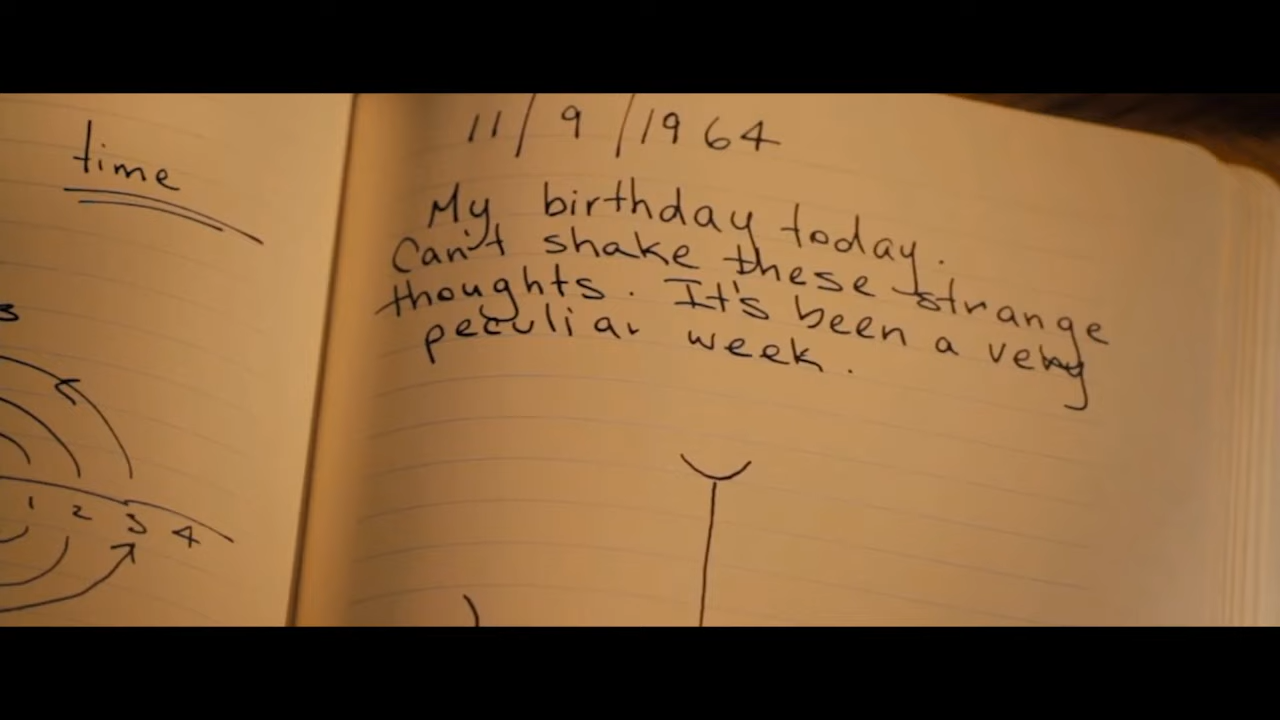 time
s
1 2 3 4
11/9/1964
My birthday today.
Can't shake these strange
thoughts. It's been a very
peculiar week.